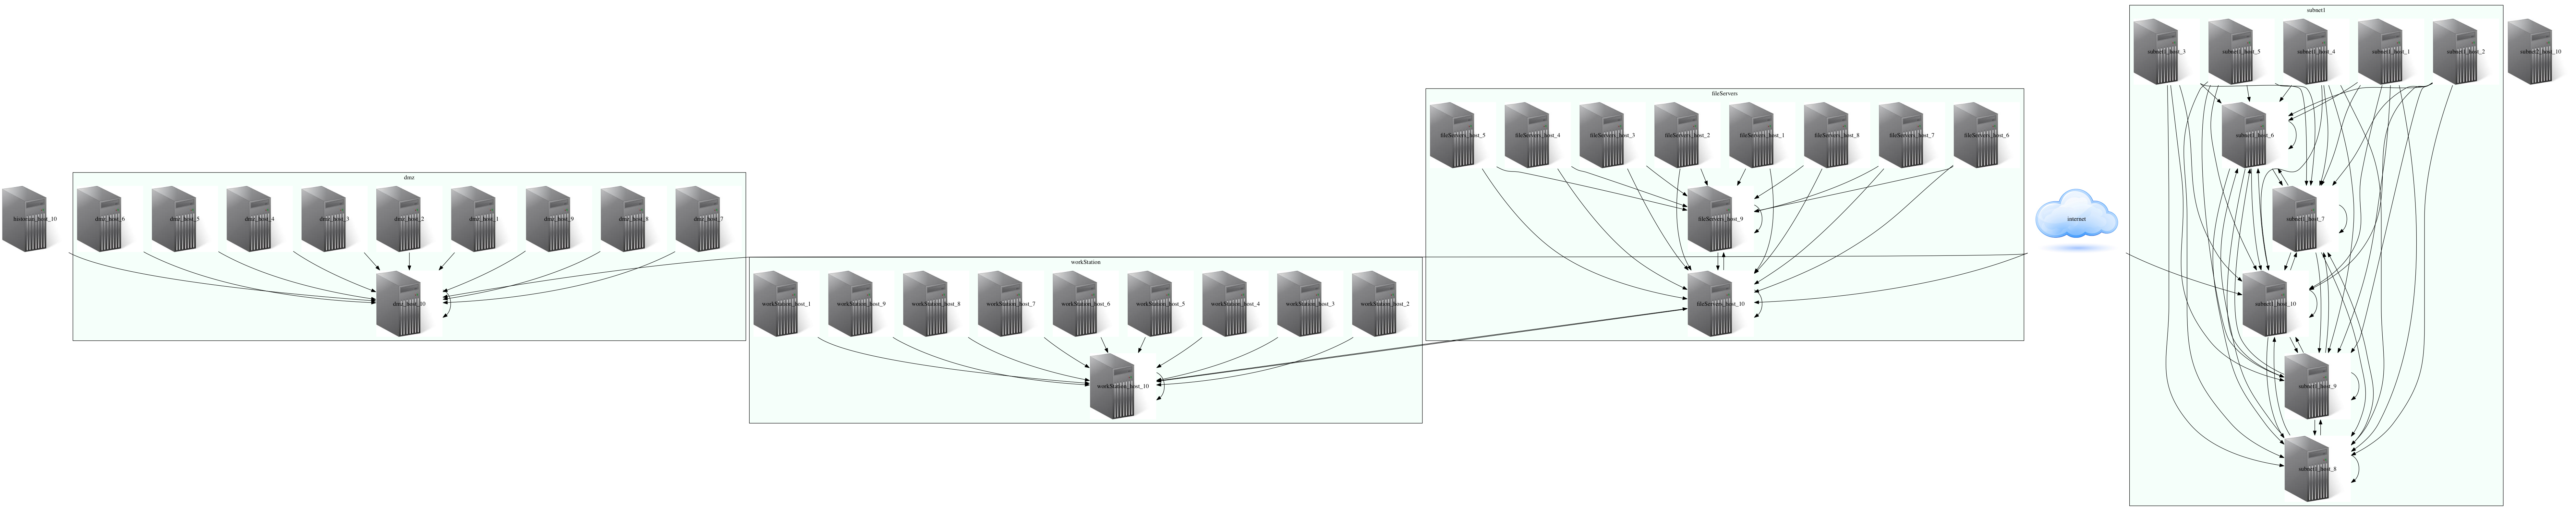 subnet1
subnet1_host_3
subnet1_host_5
subnet1_host_4
subnet1_host_1
subnet1_host_2
subnet2_host_10
fileServers
fileServers_host_5
fileServers_host_4
fileServers_host_3
fileServers_host_2
fileServers_host_1
fileServers_host_8
fileServers_host_7
fileServers_host_6
subnet1_host_6
dmz
historian_host_10
dmz_host_6
dmz_host_5
dmz_host_4
dmz_host_3
dmz_host_2
dmz_host_1
dmz_host_9
dmz_host_8
dmz_host_7
fileServers_host_9
internet
subnet1_host_7
workStation
dmz_host_10
workStation_host_1
workStation_host_9
workStation_host_8
workStation_host_7
workStation_host_6
workStation_host_5
workStation_host_4
workStation_host_3
workStation_host_2
fileServers_host_10
subnet1_host_10
workStation_host_10
subnet1_host_9
subnet1_host_8